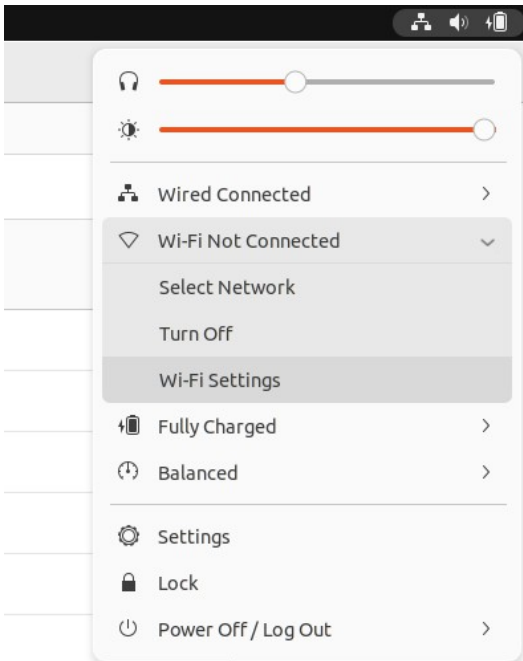 Wired Connected
Wi-Fi Not Connected
Select Network
Turn Off
Wi-Fi Settings
Fully Charged
Balanced
Settings
Lock
Power Off / Log Out